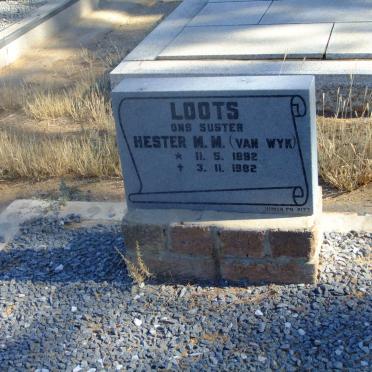 LOOTS
ONS SUSTER
HESTER M.M. (VAN WYK)
* 11. 5. 1892
✝ 3. 11. 1982